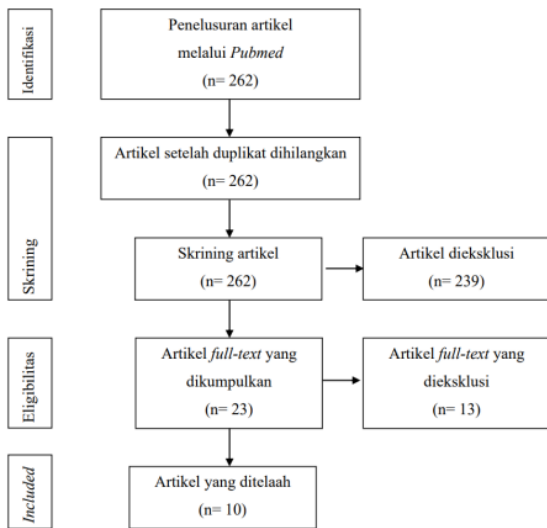 Identifikasi
Penelusuran artikel
melalui Pubmed
(n= 262)
Skrining
Artikel setelah duplikat dihilangkan
(n= 262)
Skrining artikel
(n= 262)
Artikel dieksklusi
(n= 239)
Eligibilitas
Artikel full-text yang
dikumpulkan
(n= 23)
Artikel full-text yang
dieksklusi
(n= 13)
Included
Artikel yang ditelaah
(n= 10)